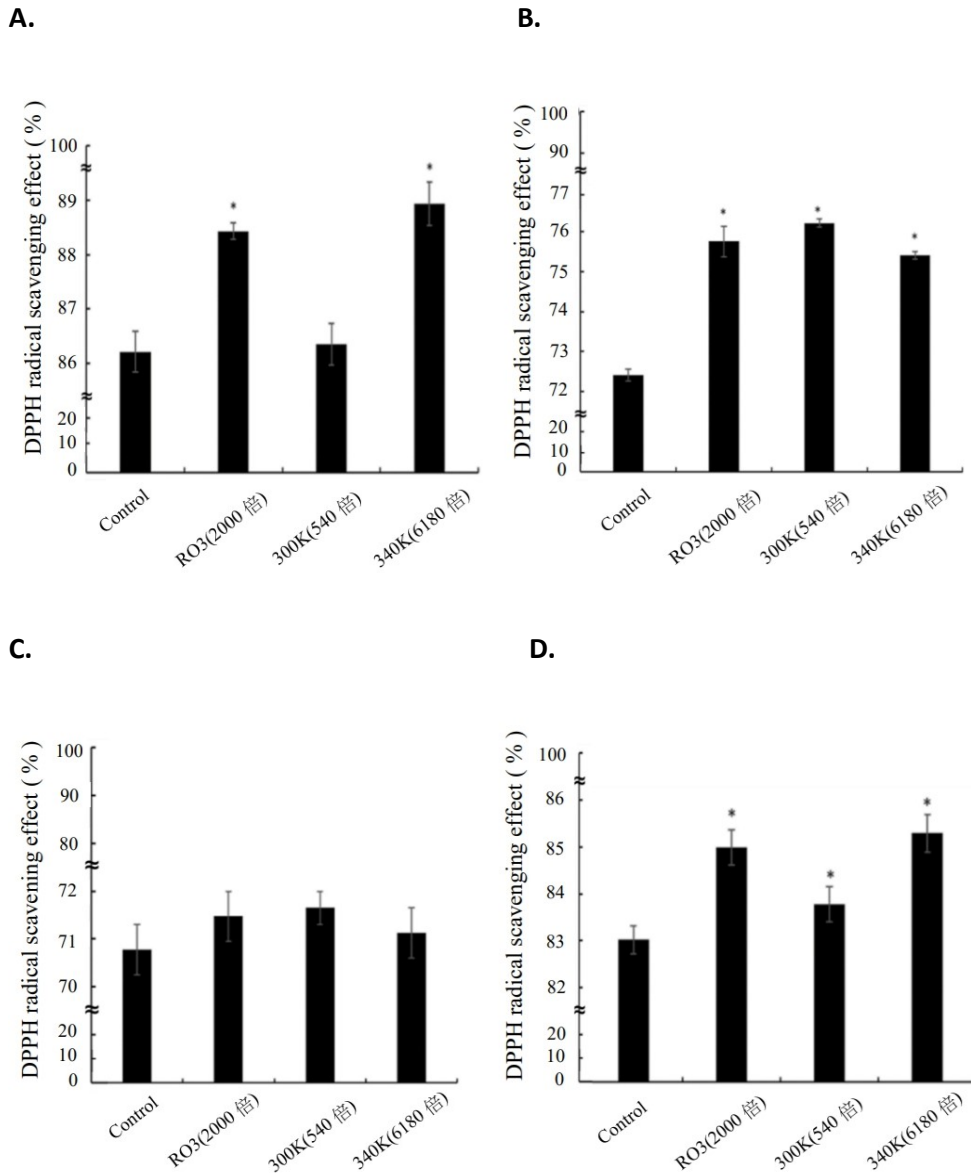 A.
DPPH radical scavenging effect ( % )
100
89
88
87
86
20
10
0
*
*
Control
RO3(2000 倍)
300K(540 倍)
340K(6180 倍)
B.
DPPH radical scavenging effect ( % )
100
90
77
76
75
74
73
72
20
10
0
*
*
*
Control
RO3(2000 倍)
300K(540 倍)
340K(6180 倍)
C.
DPPH radical scavening effect ( % )
100
90
80
72
71
70
20
10
0
Control
RO3(2000 倍)
300K(540 倍)
340K(6180 倍)
D.
DPPH radical scavenging effect ( % )
100
86
85
84
83
82
20
10
0
*
*
*
Control
RO3(2000 倍)
300K(540 倍)
340K(6180 倍)